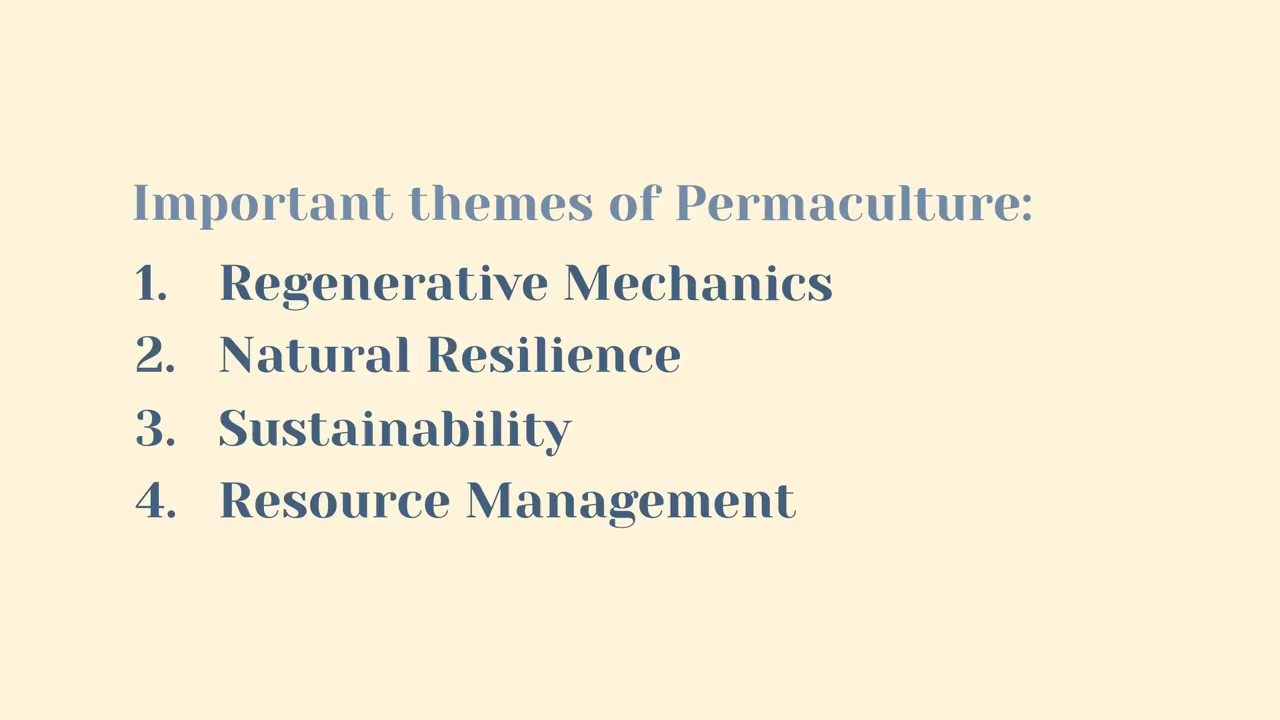 Important themes of Permaculture:
1. Regenerative Mechanics
2. Natural Resilience
3. Sustainability
4. Resource Management